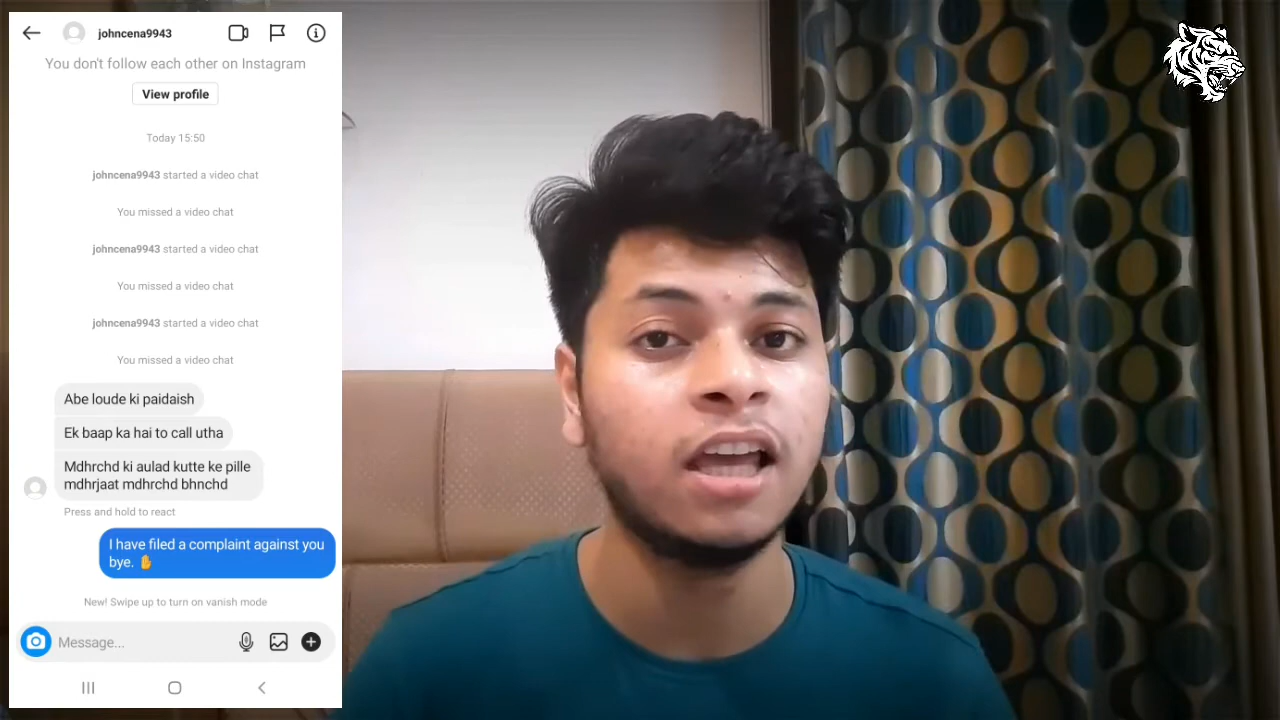 johncena9943
You don't follow each other on Instagram
View profile
Today 15:50
johncena9943 started a video chat
You missed a video chat
johncena9943 started a video chat
You missed a video chat
johncena9943 started a video chat
You missed a video chat
Abe loude ki paidaish
Ek baap ka hai to call utha
Mdhrchd ki aulad kutte ke pille
mdhrjaat mdhrchd bhnchd
Press and hold to react
I have filed a complaint against you
bye. ✋
New! Swipe up to turn on vanish mode
Message...